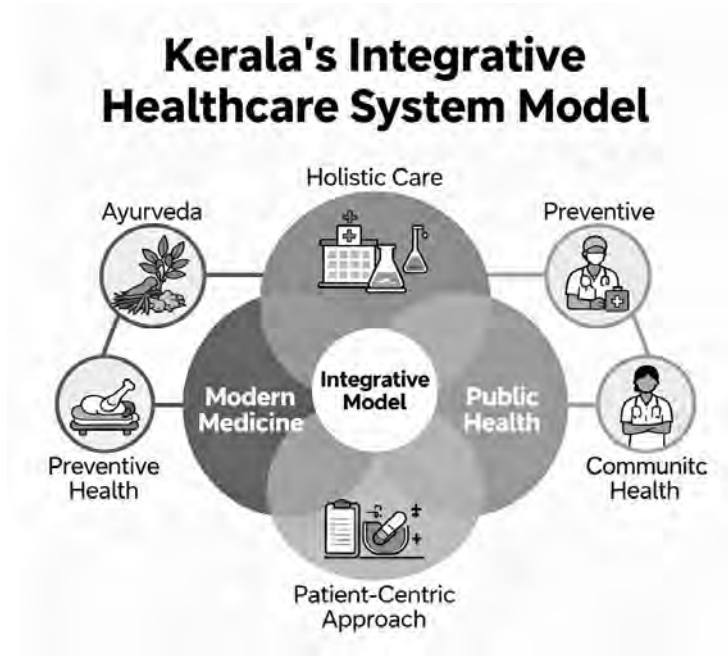 Kerala's Integrative
Healthcare System Model
Holistic Care
Ayurveda
Preventive
Modern
Medicine
Integrative
Model
Public
Health
Preventive
Health
Communitc
Health
Patient-Centric
Approach